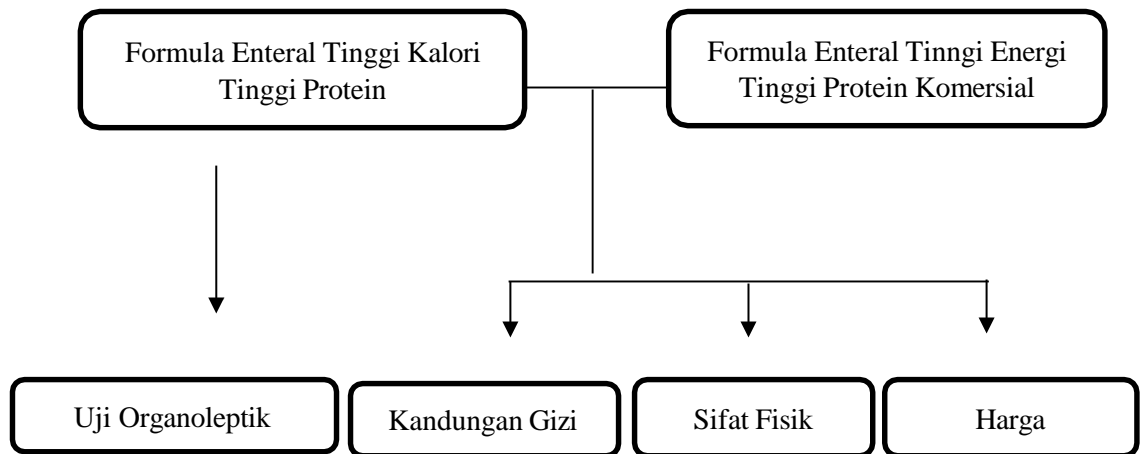 Formula Enteral Tinggi Kalori
Tinggi Protein
Formula Enteral Tinngi Energi
Tinggi Protein Komersial
Uji Organoleptik
Kandungan Gizi
Sifat Fisik
Harga